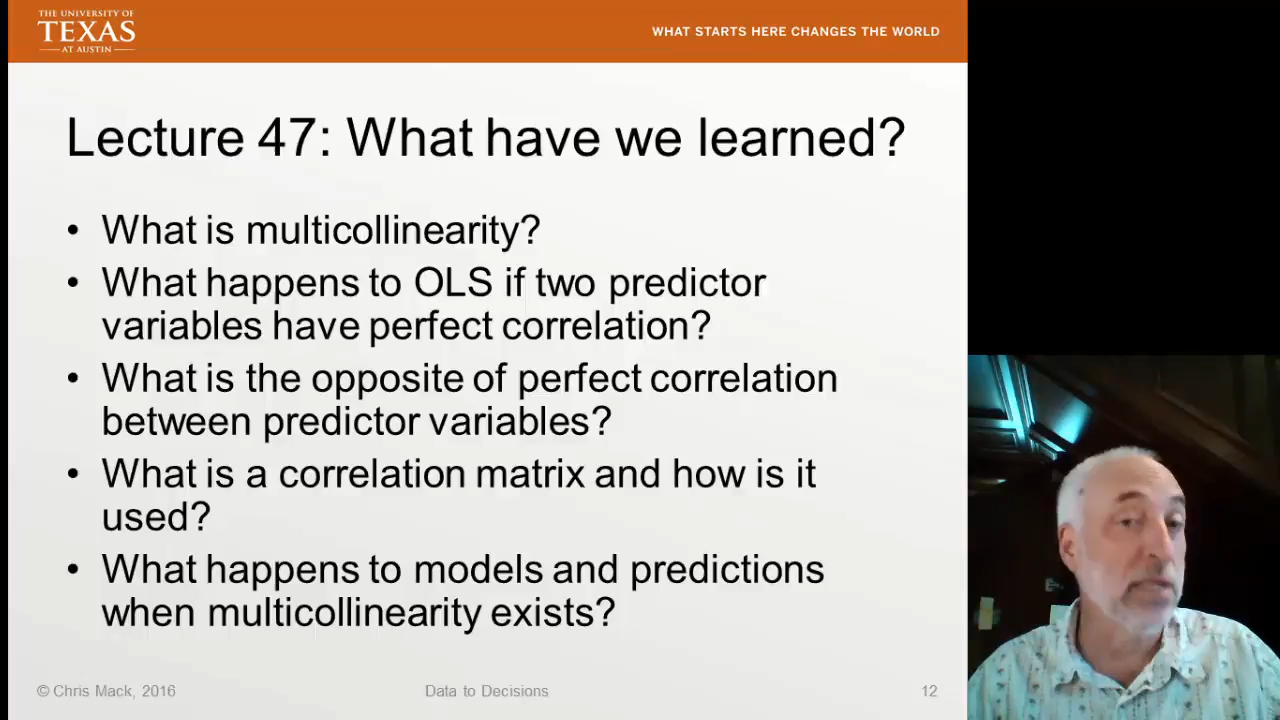 THE UNIVERSITY OF
TEXAS
AT AUSTIN
WHAT STARTS HERE CHANGES THE WORLD
Lecture 47: What have we learned?
• What is multicollinearity?
• What happens to OLS if two predictor
variables have perfect correlation?
• What is the opposite of perfect correlation
between predictor variables?
• What is a correlation matrix and how is it
used?
• What happens to models and predictions
when multicollinearity exists?
© Chris Mack, 2016
Data to Decisions
12